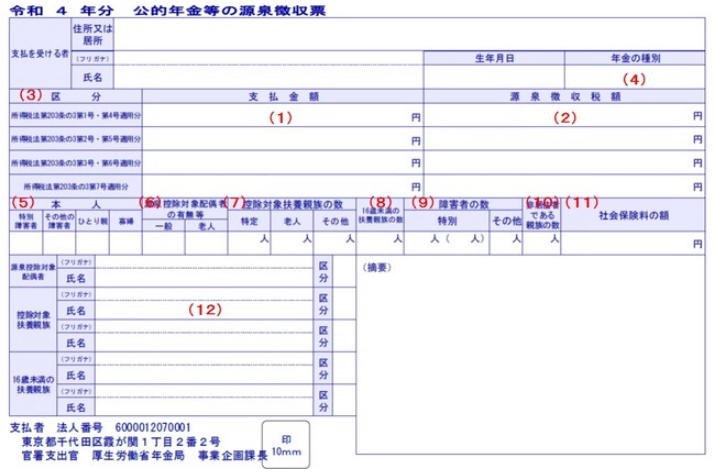 令和 4 年分 公的年金等の源泉徴収票
支払を受ける者
住所又は
居所
(フリガナ)
氏名
生年月日
年金の種別
(4)
(3) 区 分
支払金額
源泉徴収税額
所得税法第203条の3第1号・第4号適用分
(1)
円
(2)
円
所得税法第203条の3第2号・第5号適用分
円
円
所得税法第203条の3第3号・第6号適用分
円
円
所得税法第203条の3第7号適用分
円
円
(5) 本 人
(6) 源泉控除対象配偶者
の有無等
(7) 控除対象扶養親族の数
(8) 16歳未満の
扶養親族の数
(9) 障害者の数
(10)
である
親族の数
(11) 社会保険料の額
特別
障害者
その他の
障害者
ひとり親
寡婦
一般
老人
特定
老人
その他
特別
その他
人
人
人
人
人 ( 人)
人
人
円
源泉控除対象
配偶者
(フリガナ)
氏名
区
分
(摘要)
控除対象
扶養親族
(フリガナ)
氏名
(12)
区
分
(フリガナ)
氏名
区
分
16歳未満の
扶養親族
(フリガナ)
氏名
区
分
(フリガナ)
氏名
区
分
支払者 法人番号 6000012070001
東京都千代田区霞が関1丁目2番2号
官署支出官 厚生労働省年金局 事業企画課長
印
10mm